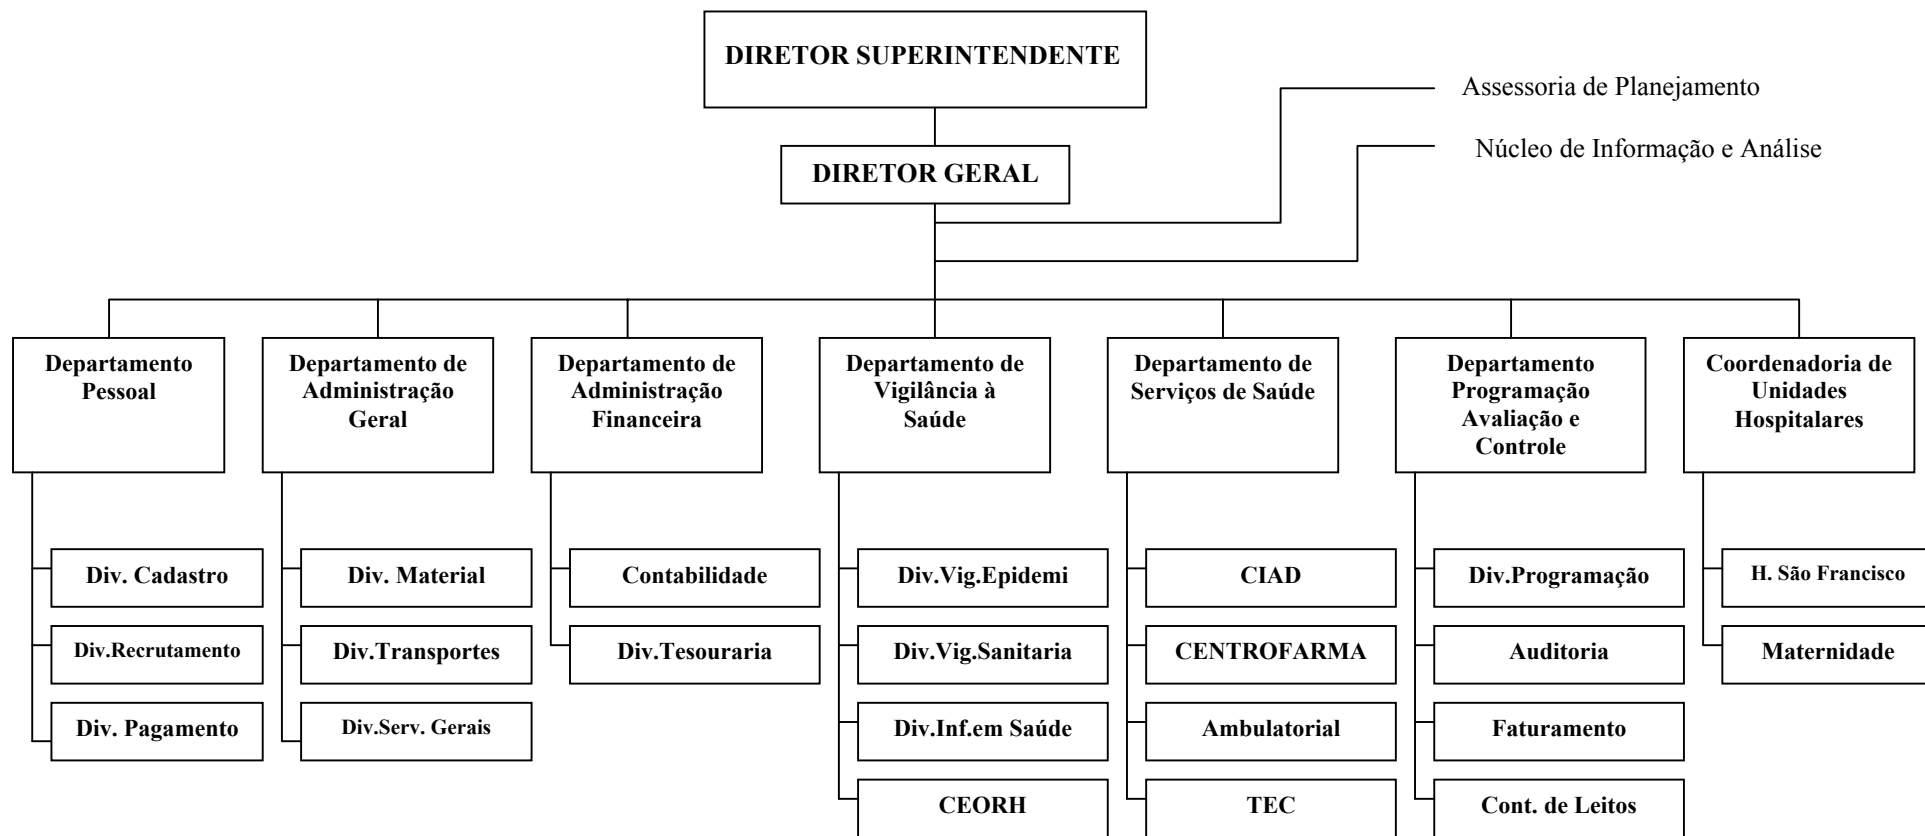 DIRETOR SUPERINTENDENTE
Assessoria de Planejamento
Núcleo de Informação e Análise
DIRETOR GERAL
Departamento
Pessoal
Departamento de
Administração
Geral
Departamento de
Administração
Financeira
Departamento de
Vigilância à
Saúde
Departamento de
Serviços de Saúde
Departamento
Programação
Avaliação e
Controle
Coordenadoria de
Unidades
Hospitalares
Div. Cadastro
Div. Material
Contabilidade
Div.Vig.Epidemi
CIAD
Div.Programação
H. São Francisco
Div.Recrutamento
Div.Transportes
Div.Tesouraria
Div.Vig.Sanitaria
CENTROFARMA
Auditoria
Maternidade
Div. Pagamento
Div.Serv. Gerais
Div.Inf.em Saúde
Ambulatorial
Faturamento
CEORH
TEC
Cont. de Leitos